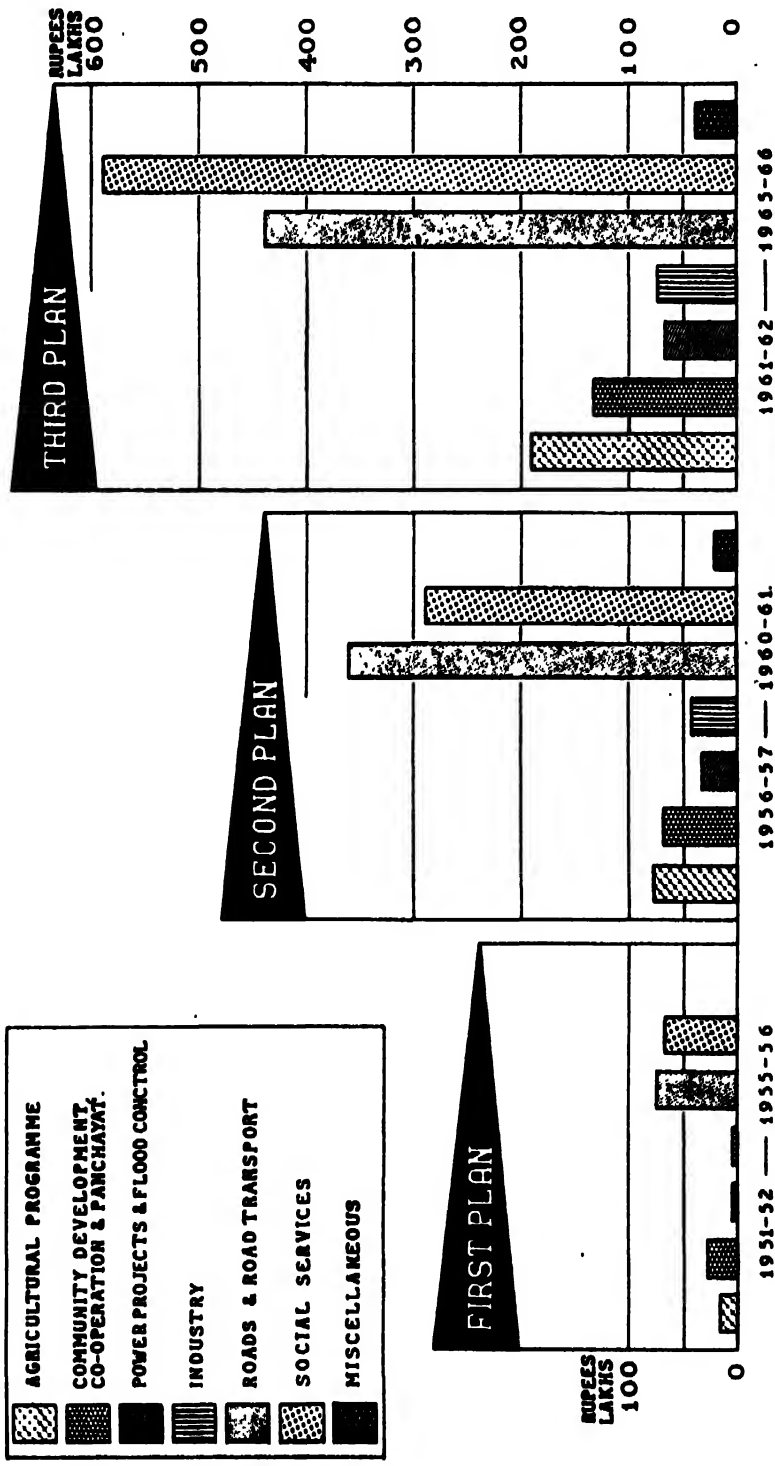 AGRICULTURAL PROGRAMME
COMMUNITY DEVELOPMENT,
CO-OPERATION & PANCHAYAT.
POWER PROJECTS & FLOOD CONCTROL
INDUSTRY
ROADS & ROAD TRANSPORT
SOCIAL SERVICES
MISCELLANEOUS
FIRST PLAN
SECOND PLAN
THIRD PLAN
RUPEES
LAKHS
100
0
RUPEES
LAKHS
600
500
400
300
200
100
0
1951-52 — 1955-56
1956-57 — 1960-61
1961-62 — 1965-66